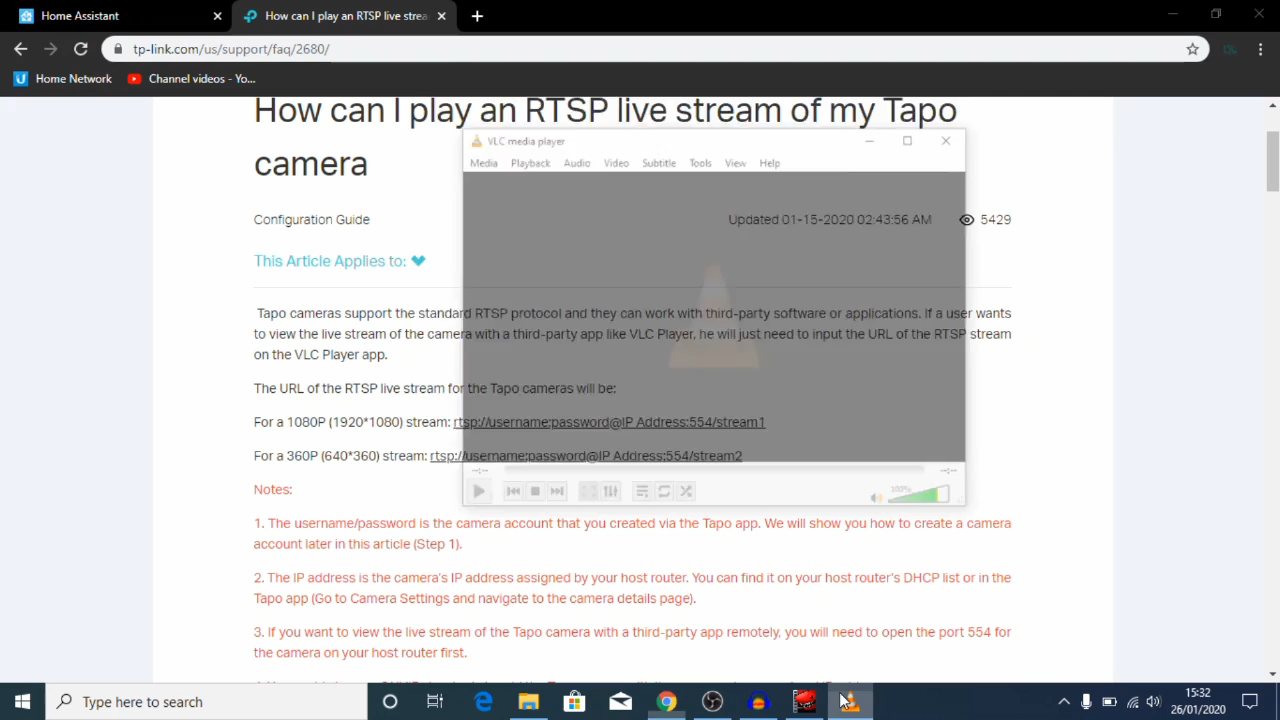 Home Assistant
How can I play an RTSP live strea
tp-link.com/us/support/faq/2680/
Home Network
Channel videos - Yo...
How can I play an RTSP live stream of my Tapo
camera
VLC media player
Media Playback Audio Video Subtitle Tools View Help
Configuration Guide
Updated 01-15-2020 02:43:56 AM
5429
This Article Applies to:
Tapo cameras support the standard RTSP protocol and they can work with third-party software or applications. If a user wants
to view the live stream of the camera with a third-party app like VLC Player, he will just need to input the URL of the RTSP stream
on the VLC Player app.
The URL of the RTSP live stream for the Tapo cameras will be:
For a 1080P (1920*1080) stream: rtsp://username:password@IP Address:554/stream1
For a 360P (640*360) stream: rtsp://username:password@IP Address:554/stream2
--:--
--:--
Notes:
100%
1. The username/password is the camera account that you created via the Tapo app. We will show you how to create a camera
account later in this article (Step 1).
2. The IP address is the camera's IP address assigned by your host router. You can find it on your host router's DHCP list or in the
Tapo app (Go to Camera Settings and navigate to the camera details page).
3. If you want to view the live stream of the Tapo camera with a third-party app remotely, you will need to open the port 554 for
the camera on your host router first.
Type here to search
15:32
26/01/2020